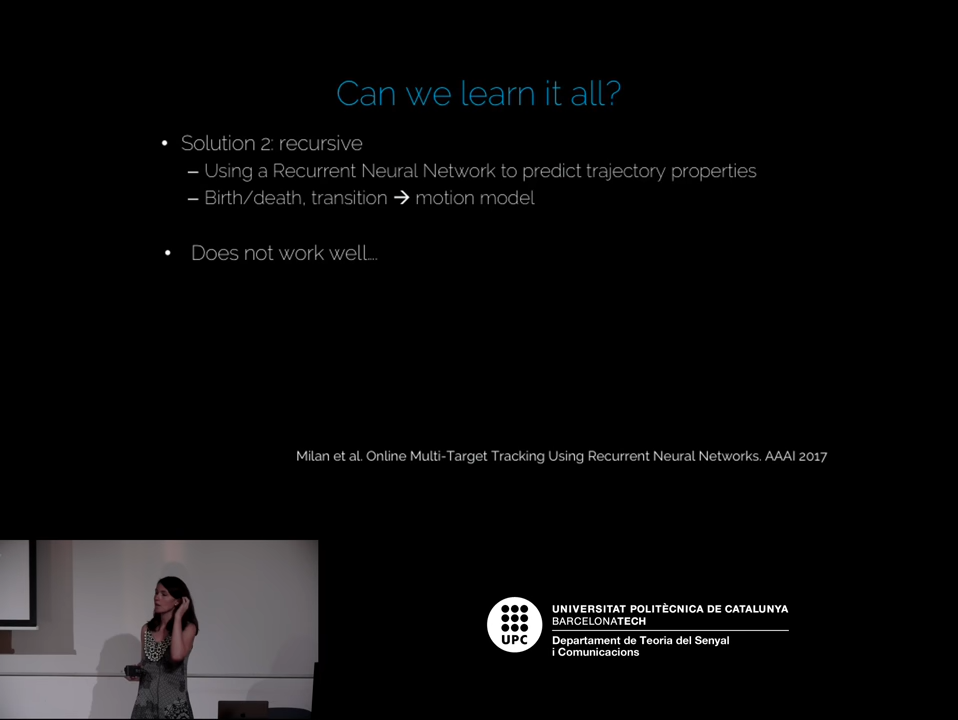 Can we learn it all?
• Solution 2: recursive
– Using a Recurrent Neural Network to predict trajectory properties
– Birth/death, transition → motion model
• Does not work well....
Milan et al. Online Multi-Target Tracking Using Recurrent Neural Networks. AAAI 2017
UPC
UNIVERSITAT POLITÈCNICA DE CATALUNYA
BARCELONATECH
Departament de Teoria del Senyal
i Comunicacions